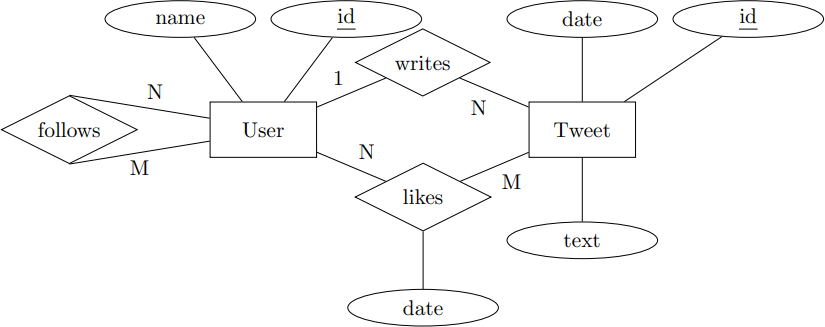 name
id
date
id
writes
1
N
N
follows
User
Tweet
M
N
M
likes
text
date